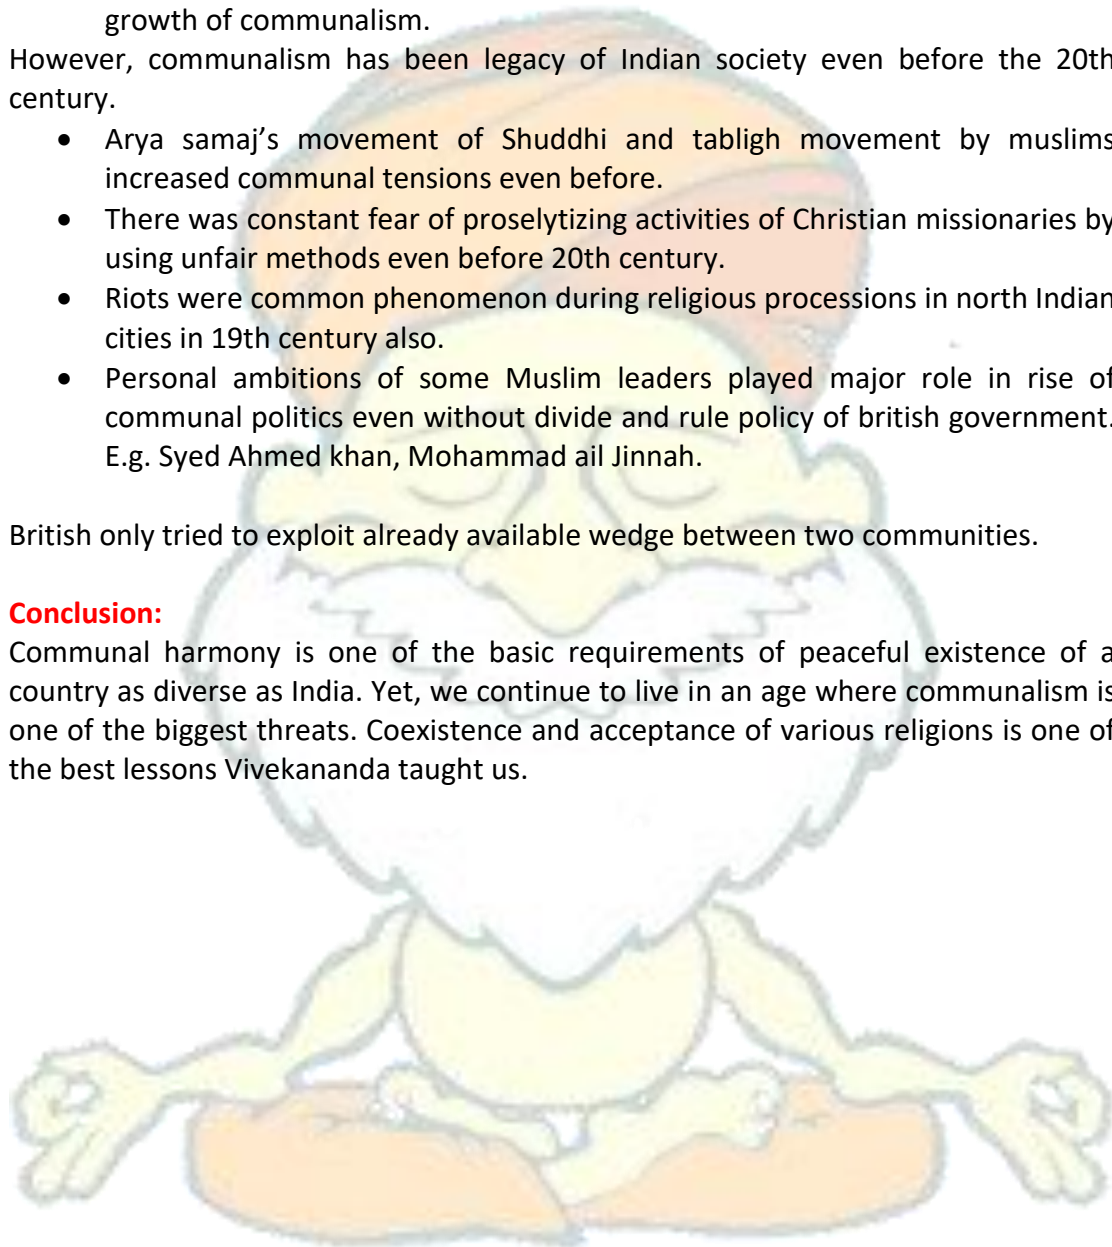 growth of communalism.
However, communalism has been legacy of Indian society even before the 20th
century.
• Arya samaj’s movement of Shuddhi and tabligh movement by muslims
increased communal tensions even before.
• There was constant fear of proselytizing activities of Christian missionaries by
using unfair methods even before 20th century.
• Riots were common phenomenon during religious processions in north Indian
cities in 19th century also.
• Personal ambitions of some Muslim leaders played major role in rise of
communal politics even without divide and rule policy of british government.
E.g. Syed Ahmed khan, Mohammad ail Jinnah.
British only tried to exploit already available wedge between two communities.
Conclusion:
Communal harmony is one of the basic requirements of peaceful existence of a
country as diverse as India. Yet, we continue to live in an age where communalism is
one of the biggest threats. Coexistence and acceptance of various religions is one of
the best lessons Vivekananda taught us.